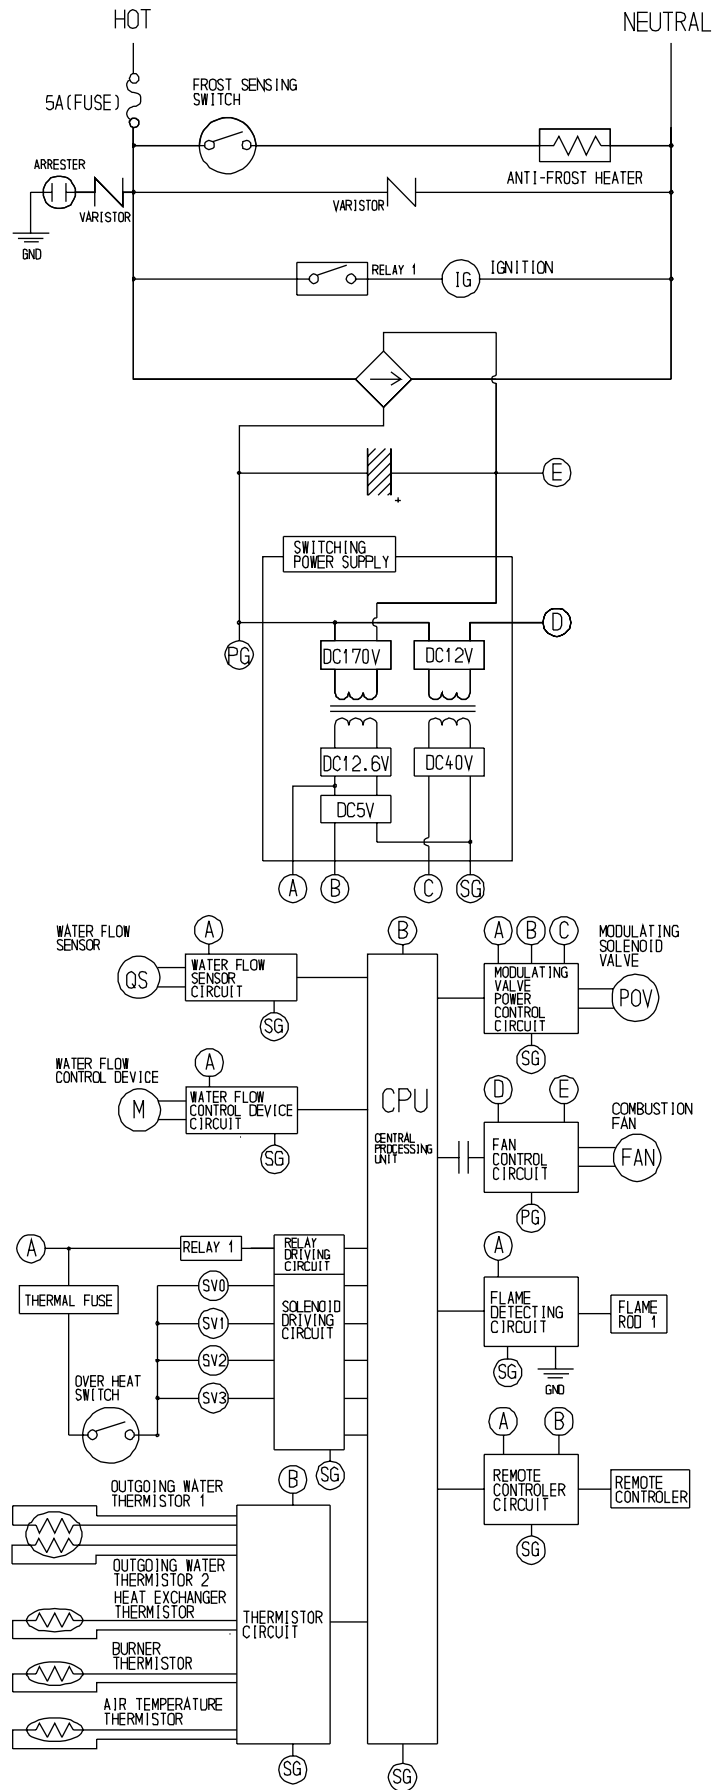 HOT
NEUTRAL
5A(FUSE)
FROST SENSING
SWITCH
ANTI-FROST HEATER
ARRESTER
VARISTOR
VARISTOR
GND
RELAY 1
IG
IGNITION
+
E
SWITCHING
POWER SUPPLY
D
PG
DC170V
DC12V
DC12.6V
DC40V
DC5V
A
B
C
SG
WATER FLOW
SENSOR
QS
A
WATER FLOW
SENSOR
CIRCUIT
SG
WATER FLOW
CONTROL DEVICE
M
A
WATER FLOW
CONTROL DEVICE
CIRCUIT
SG
B
CPU
CENTRAL
PROCESSING
UNIT
A
B
C
MODULATING
SOLENOID
VALVE
MODULATING
VALVE
POWER
CONTROL
CIRCUIT
POV
SG
D
E
COMBUSTION
FAN
FAN
CONTROL
CIRCUIT
FAN
PG
A
RELAY 1
RELAY
DRIVING
CIRCUIT
THERMAL FUSE
SV0
SV1
SV2
SV3
SOLENOID
DRIVING
CIRCUIT
OVER HEAT
SWITCH
SG
A
FLAME
DETECTING
CIRCUIT
FLAME
ROD 1
SG
GND
A
B
REMOTE
CONTROLER
CIRCUIT
REMOTE
CONTROLER
SG
OUTGOING WATER
THERMISTOR 1
B
OUTGOING WATER
THERMISTOR 2
HEAT EXCHANGER
THERMISTOR
THERMISTOR
CIRCUIT
BURNER
THERMISTOR
AIR TEMPERATURE
THERMISTOR
SG
SG